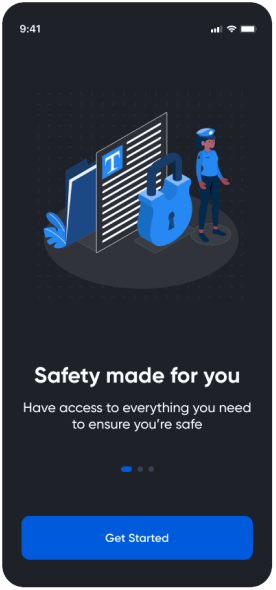 9:41
T
Safety made for you
Have access to everything you need
to ensure you're safe
Get Started